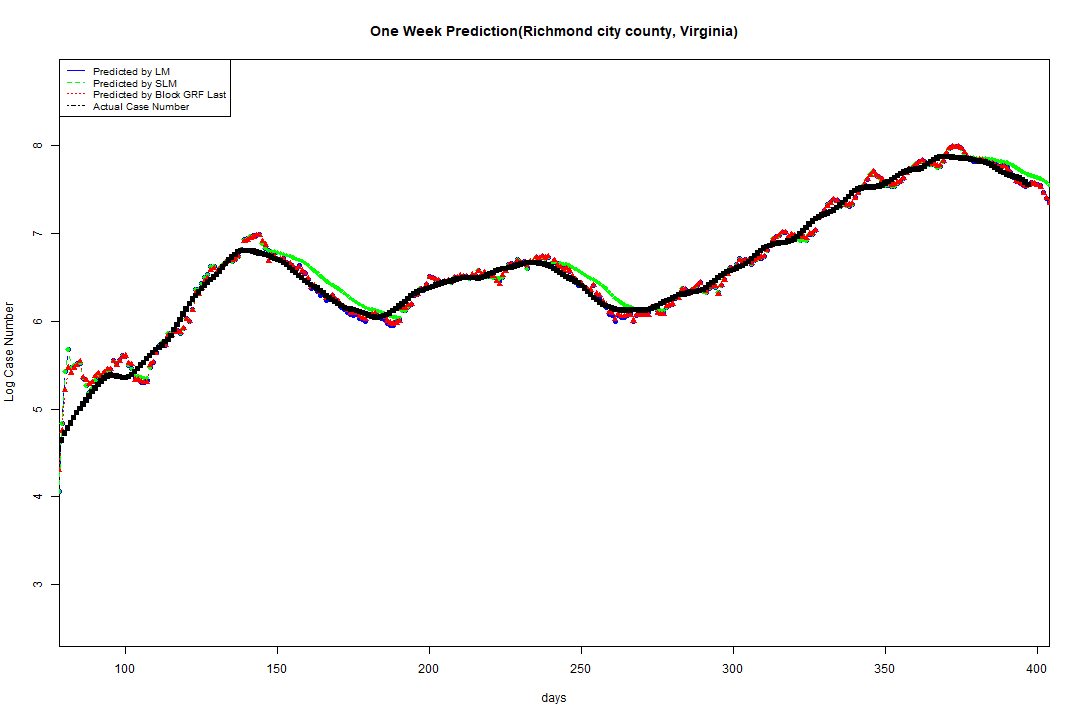 One Week Prediction(Richmond city county, Virginia)
Predicted by LM
Predicted by SLM
Predicted by Block GRF Last
Actual Case Number
Log Case Number
8
7
6
5
4
3
100 150 200 250 300 350 400
days